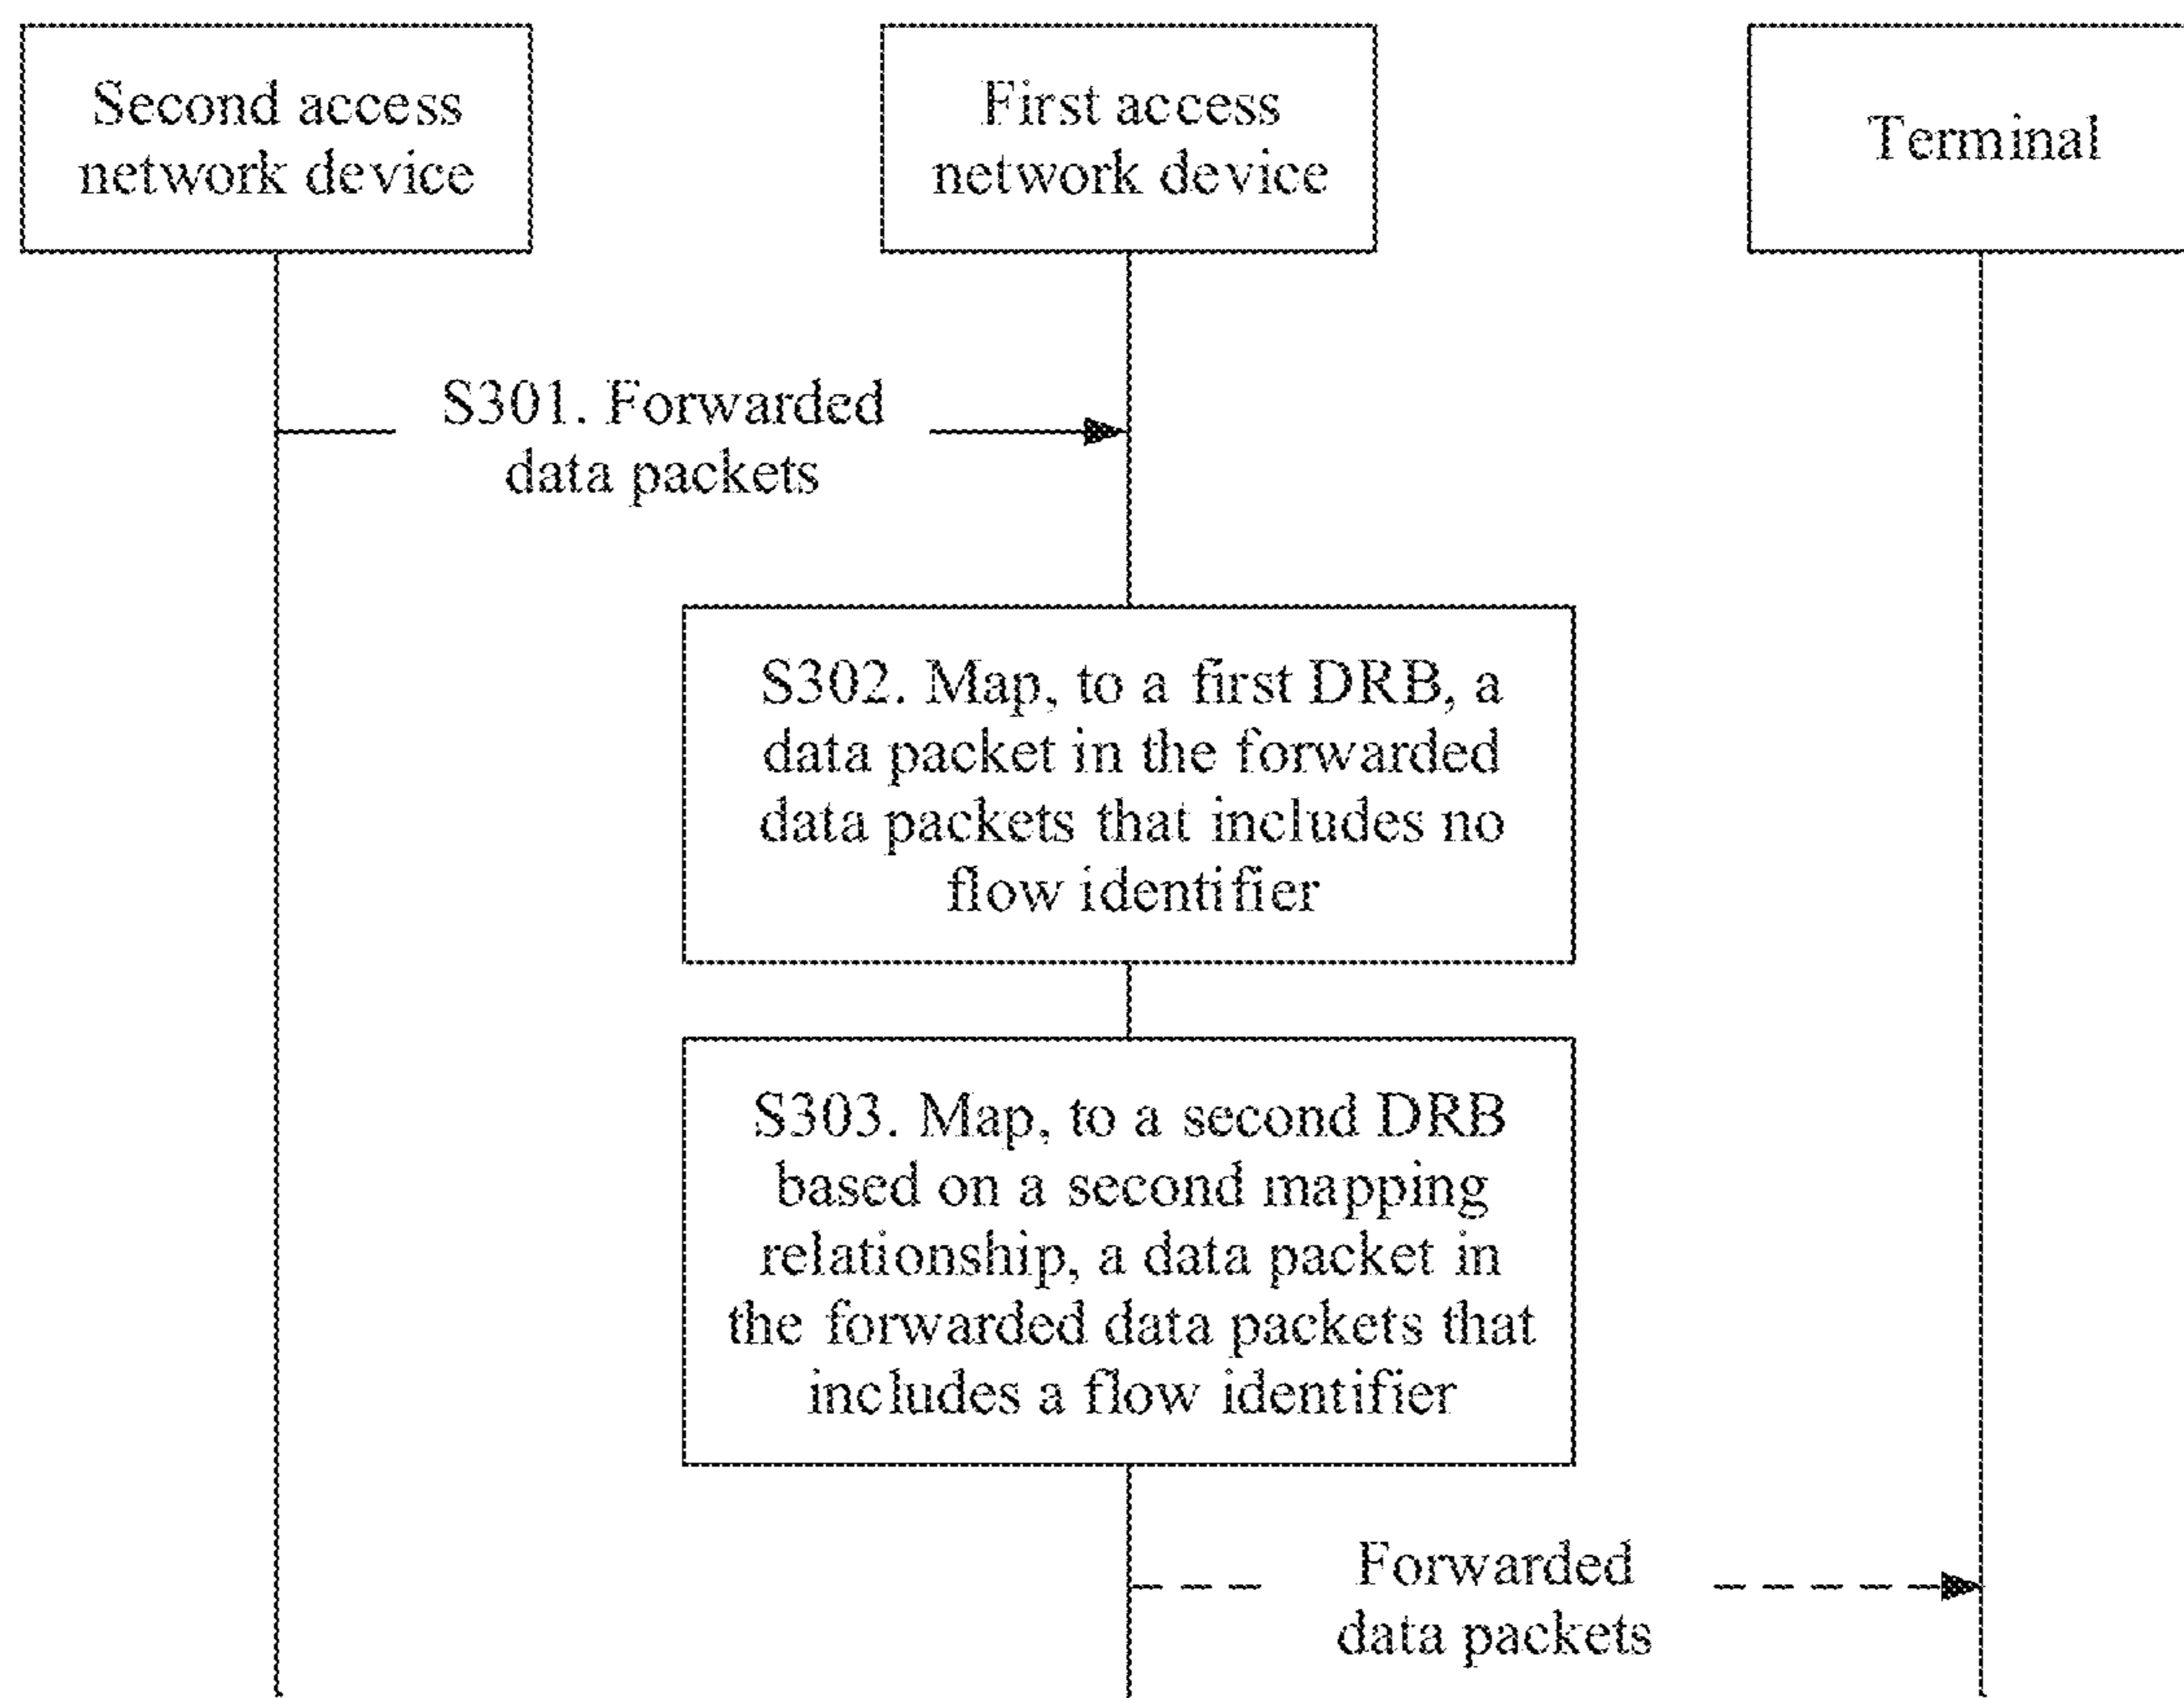 Second access
network device
First access
network device
Terminal
S301. Forwarded
data packets
S302. Map, to a first DRB, a
data packet in the forwarded
data packets that includes no
flow identifier
S303. Map, to a second DRB
based on a second mapping
relationship, a data packet in
the forwarded data packets that
includes a flow identifier
Forwarded
data packets